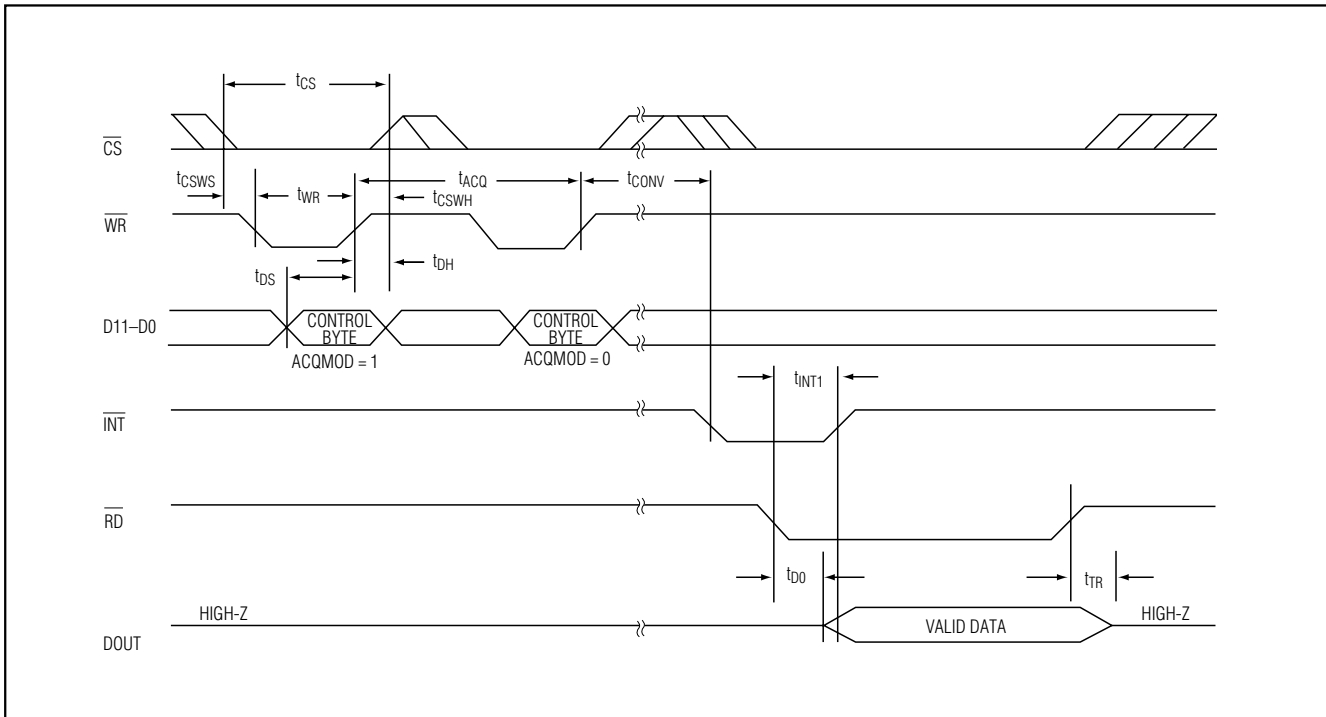 tCS
CS
tCSWS
tWR
tACQ
tCONV
tCSWH
WR
tDS
tDH
D11–D0
CONTROL
BYTE
CONTROL
BYTE
ACQMOD = 1
ACQMOD = 0
tINT1
INT
RD
tD0
tTR
HIGH-Z
VALID DATA
HIGH-Z
DOUT